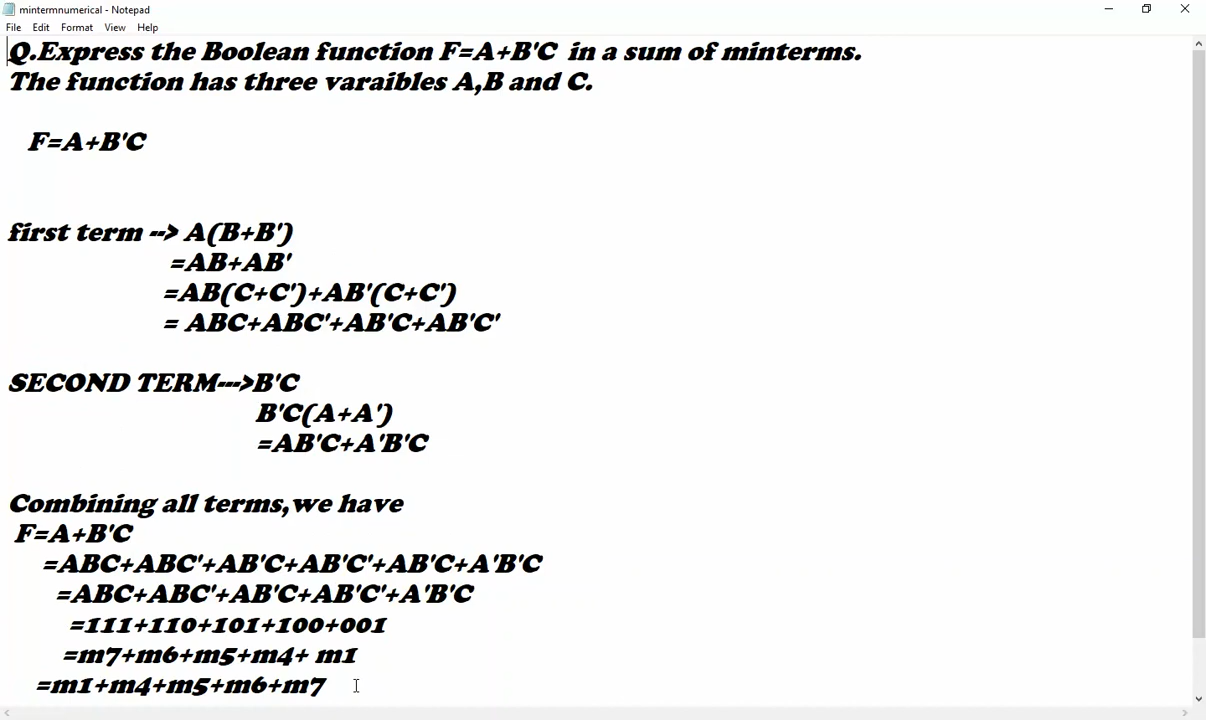 mintermnumerical - Notepad
File Edit Format View Help
Q.Express the Boolean function F=A+B'C in a sum of minterms.
The function has three varaibles A,B and C.
F=A+B'C
first term --> A(B+B')
=AB+AB'
=AB(C+C')+AB'(C+C')
= ABC+ABC'+AB'C+AB'C'
SECOND TERM--->B'C
B'C(A+A')
=AB'C+A'B'C
Combining all terms,we have
F=A+B'C
=ABC+ABC'+AB'C+AB'C'+AB'C+A'B'C
=ABC+ABC'+AB'C+AB'C'+A'B'C
=111+110+101+100+001
=m7+m6+m5+m4+ m1
=m1+m4+m5+m6+m7